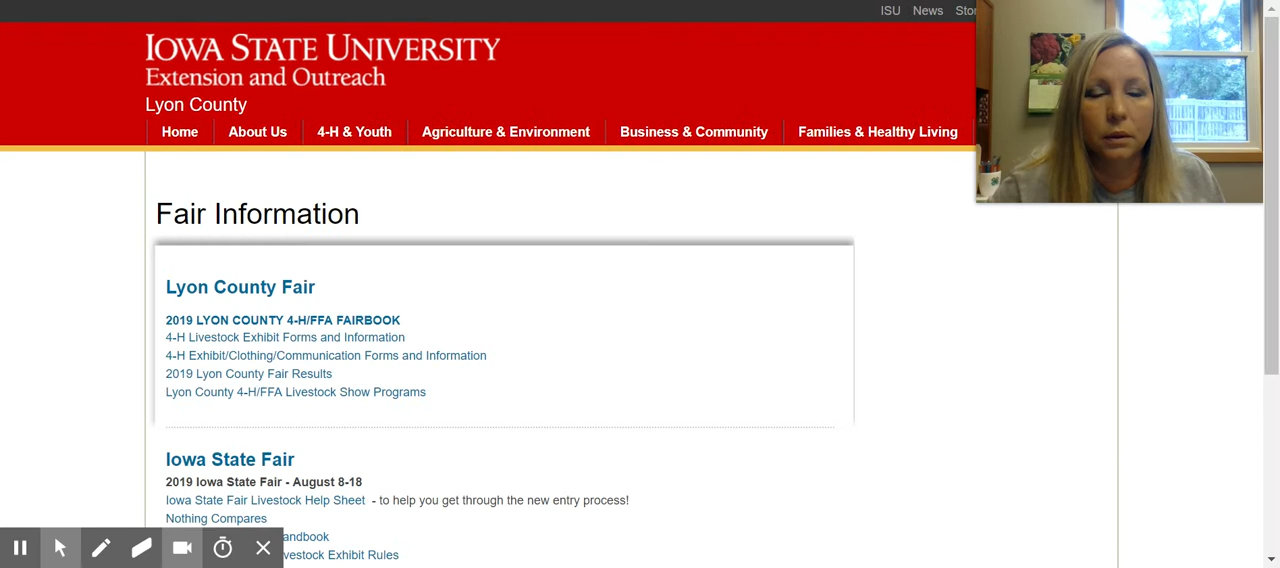 ISU News
IOWA STATE UNIVERSITY
Extension and Outreach
Lyon County
Home About Us 4-H & Youth Agriculture & Environment Business & Community Families & Healthy Living
Fair Information
Lyon County Fair
2019 LYON COUNTY 4-H/FFA FAIRBOOK
4-H Livestock Exhibit Forms and Information
4-H Exhibit/Clothing/Communication Forms and Information
2019 Lyon County Fair Results
Lyon County 4-H/FFA Livestock Show Programs
Iowa State Fair
2019 Iowa State Fair - August 8-18
Iowa State Fair Livestock Help Sheet - to help you get through the new entry process!
Nothing Compares
Exhibit Rules